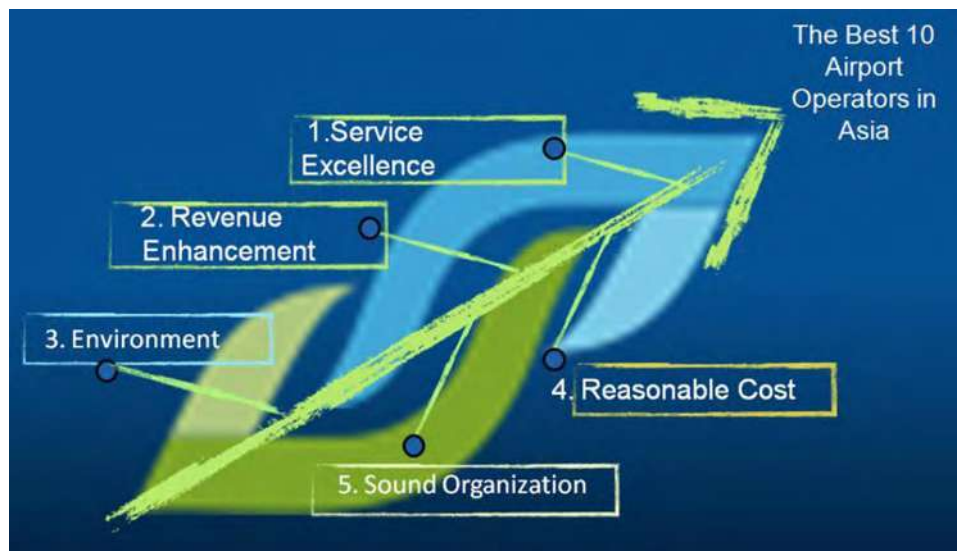 The Best 10
Airport
Operators in
Asia
1.Service
Excellence
2. Revenue
Enhancement
3. Environment
4. Reasonable Cost
5. Sound Organization